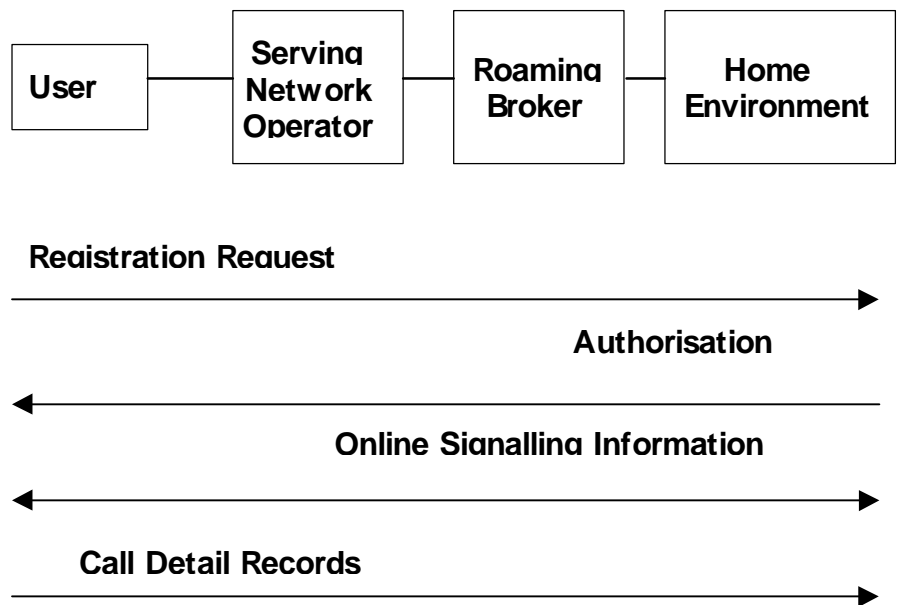 User
Serving
Network
Operator
Roaming
Broker
Home
Environment
Registration Request
Authorisation
Online Signalling Information
Call Detail Records